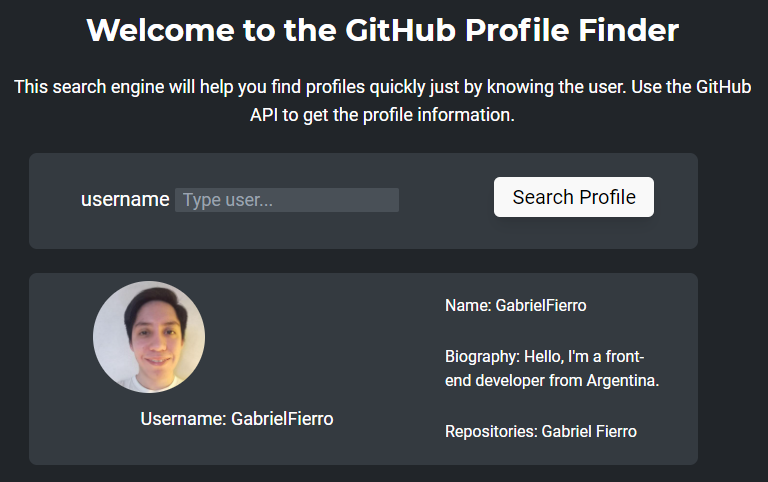 Welcome to the GitHub Profile Finder
This search engine will help you find profiles quickly just by knowing the user. Use the GitHub
API to get the profile information.
username Type user... Search Profile
Username: GabrielFierro
Name: GabrielFierro
Biography: Hello, I'm a front-
end developer from Argentina.
Repositories: Gabriel Fierro